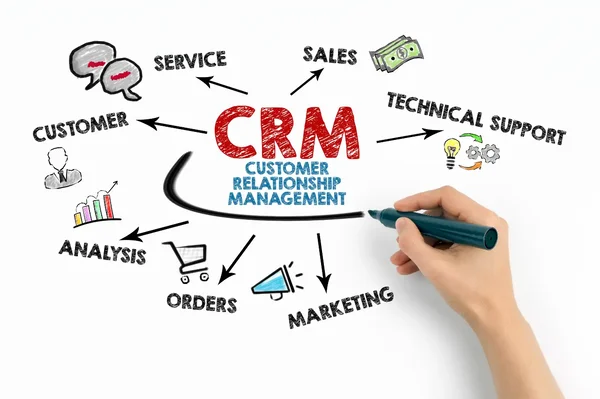 SERVICE
SALES
CUSTOMER
TECHNICAL SUPPORT
CRM
CUSTOMER
RELATIONSHIP
MANAGEMENT
ANALYSIS
ORDERS
MARKETING